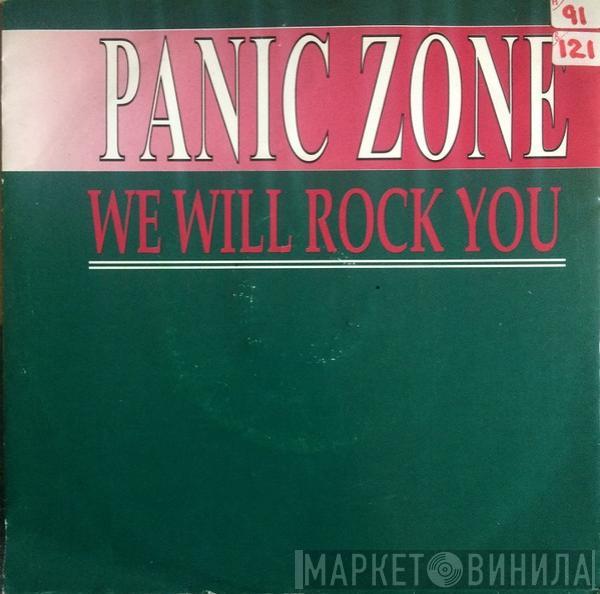 A/ 91
B/ 121
PANIC ZONE
WE WILL ROCK YOU
МАРКЕТ ВИНИЛА